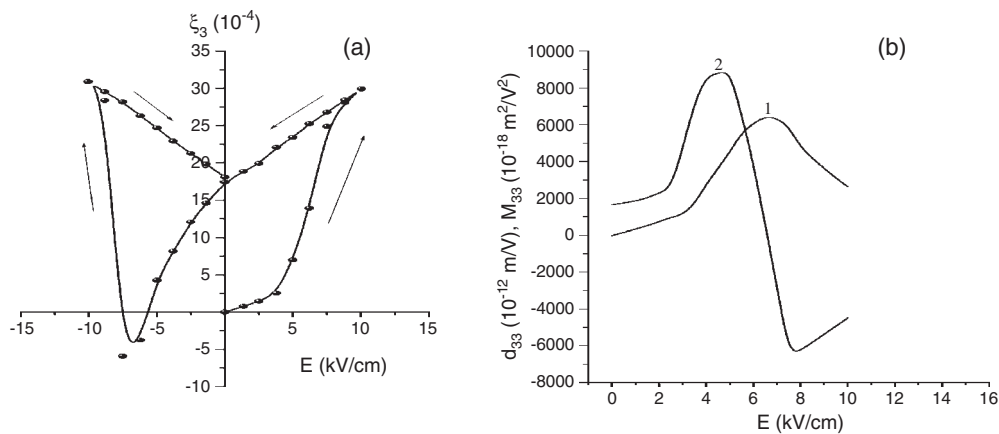 ξ₃ (10⁻⁴)
(a)
35
30
25
20
15
10
5
0
-5
-10
-15 -10 -5 0 5 10 15
E (kV/cm)
(b)
d₃₃ (10⁻¹² m/V), M₃₃ (10⁻¹⁸ m²/V²)
10000
8000
6000
4000
2000
0
-2000
-4000
-6000
-8000
2
1
0 2 4 6 8 10 12 14 16
E (kV/cm)